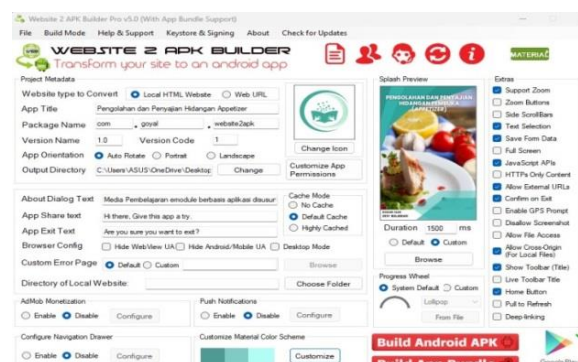 Website 2 APK Builder Pro v5.0 (With App Bundle Support)
File Build Mode Help & Support Keystore & Signing About Check for Updates
WEBSITE 2 APK BUILDER
Transform your site to an android app
MATERIAL
Project Metadata
Website type to Convert Local HTML Website Web URL
App Title Pengolahan dan Penyajian Hidangan Appetizer
Package Name com . goyal . website2apk
Version Name 1.0 Version Code 1
App Orientation Auto Rotate Portrait Landscape
Output Directory C:\Users\ASUS\OneDrive\Desktop Change
Change Icon
Customize App Permissions
About Dialog Text Media Pembelajaran emodule berbasis aplikasi disusun
App Share text Hi there, Give this app a try.
App Exit Text Are you sure you want to exit?
Browser Config Hide WebView UA Hide Android/Mobile UA Desktop Mode
Cache Mode
No Cache
Default Cache
Highly Cached
Custom Error Page Default Custom Browse
Directory of Local Website: Choose Folder
AdMob Monetization
Enable Disable Configure
Push Notifications
Enable Disable Configure
Configure Navigation Drawer
Enable Disable Configure
Customize Material Color Scheme
Customize
Splash Preview
PENGOLAHAN DAN PENYAJIAN
HIDANGAN PEMBUKA
(APPETIZER)
Duration 1500 ms
Default Custom
Browse
Progress Wheel
System Default Custom
Lollipop
From File
Extras
Support Zoom
Zoom Buttons
Side ScrollBars
Text Selection
Save Form Data
Full Screen
JavaScript APIs
HTTPs Only Content
Allow External URLs
Confirm on Exit
Enable GPS Prompt
Disallow Screenshot
Allow File Access
Allow Cross-Origin
(For Local Files)
Show Toolbar (Title)
Live Toolbar Title
Home Button
Pull to Refresh
Deep-linking
Build Android APK
Build App Bundle
Google Play